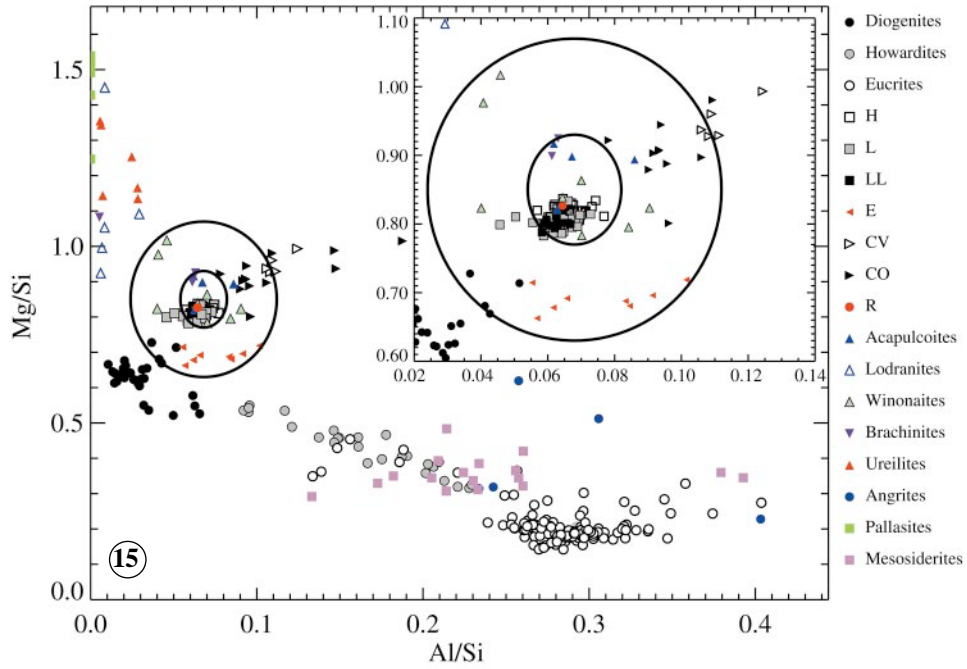 Mg/Si
1.5
1.0
0.5
0.0
0.0
0.1
0.2
0.3
0.4
Al/Si
15
1.10
1.00
0.90
0.80
0.70
0.60
0.02
0.04
0.06
0.08
0.10
0.12
0.14
Diogenites
Howardites
Eucrites
H
L
LL
E
CV
CO
R
Acapulcoites
Lodranites
Winonaites
Brachinites
Ureilites
Angrites
Pallasites
Mesosiderites